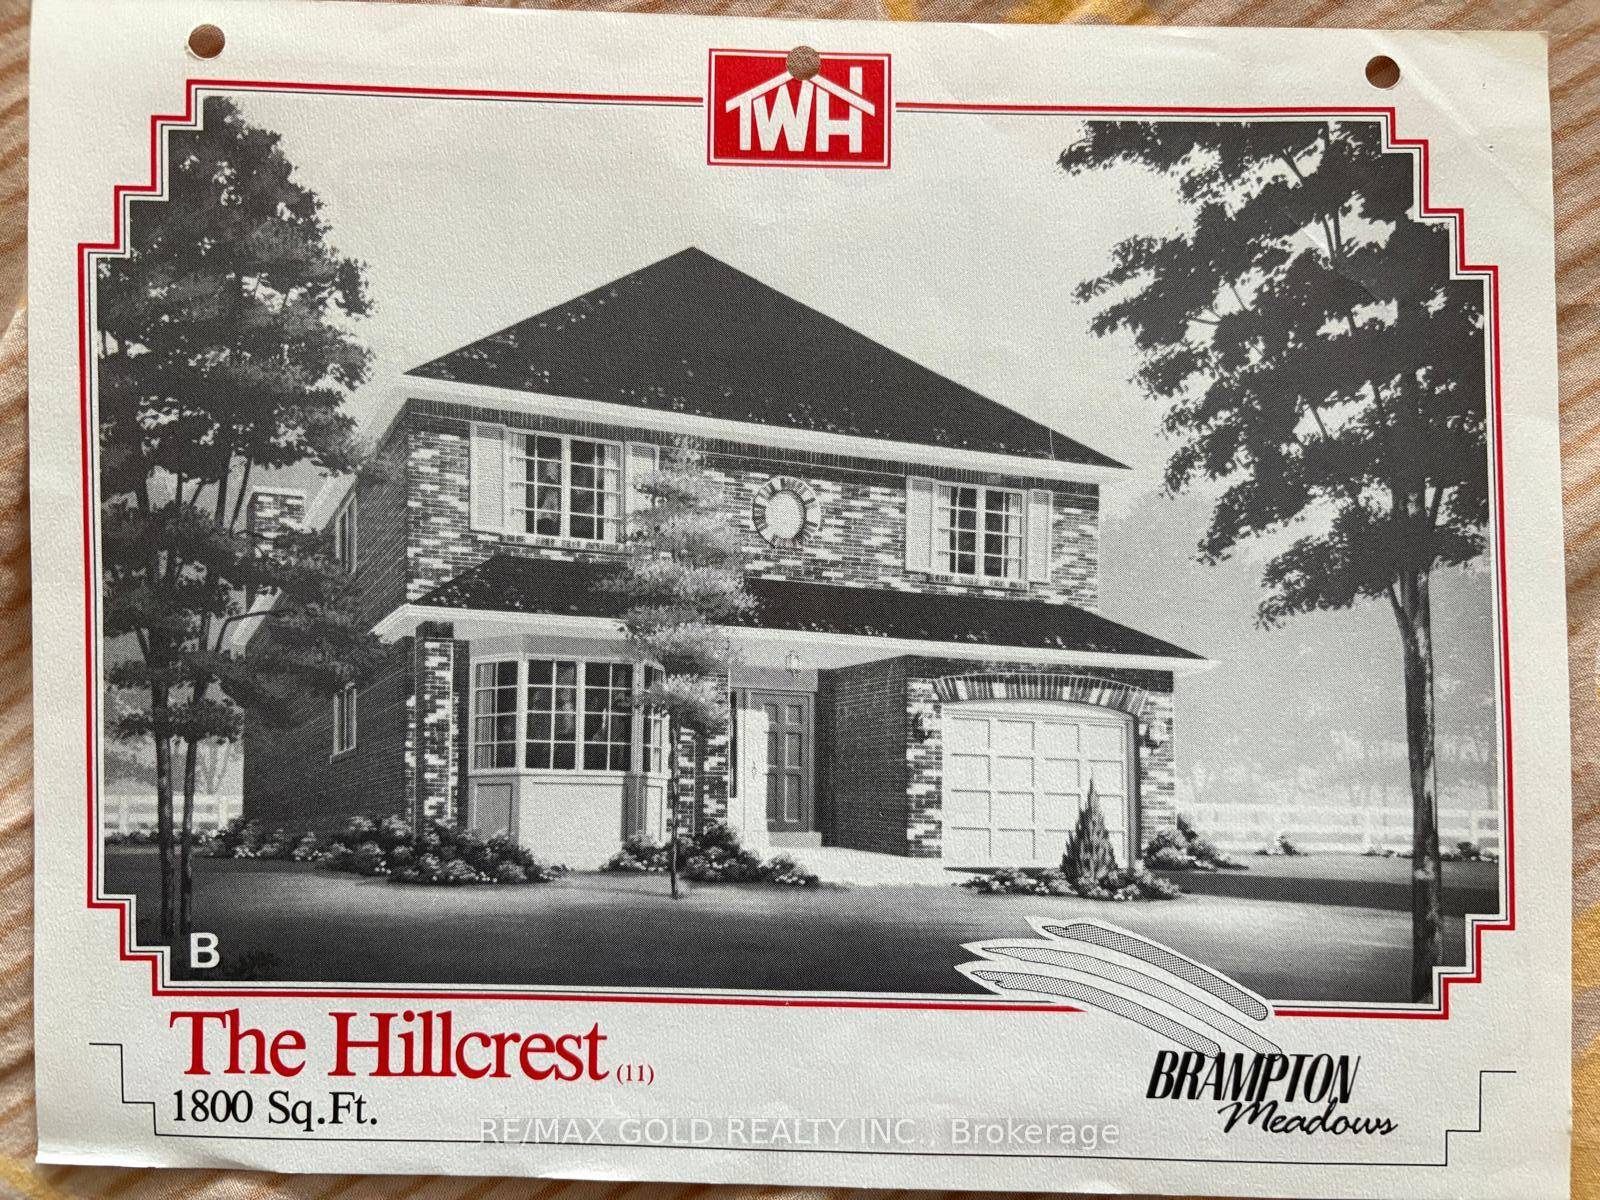 TWH
B
The Hillcrest (11)
1800 Sq.Ft.
BRAMPTON
Meadows
RE/MAX GOLD REALTY INC., Brokerage